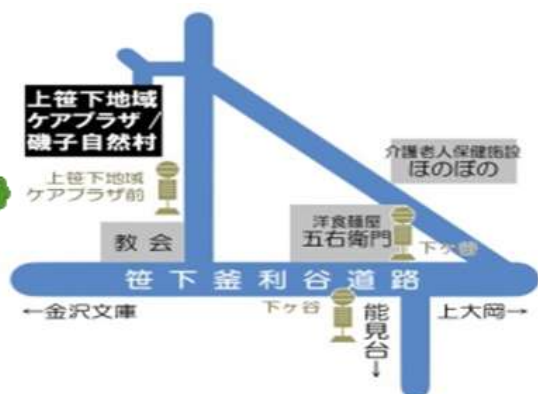 上笹下地域
ケアプラザ/
磯子自然村
上笹下地域
ケアプラザ前
介護老人保健施設
ほのぼの
洋食麺屋
五右衛門
教会
下ケ谷
笹下釜利谷道路
←金沢文庫
下ケ谷
能見台→
上大岡→